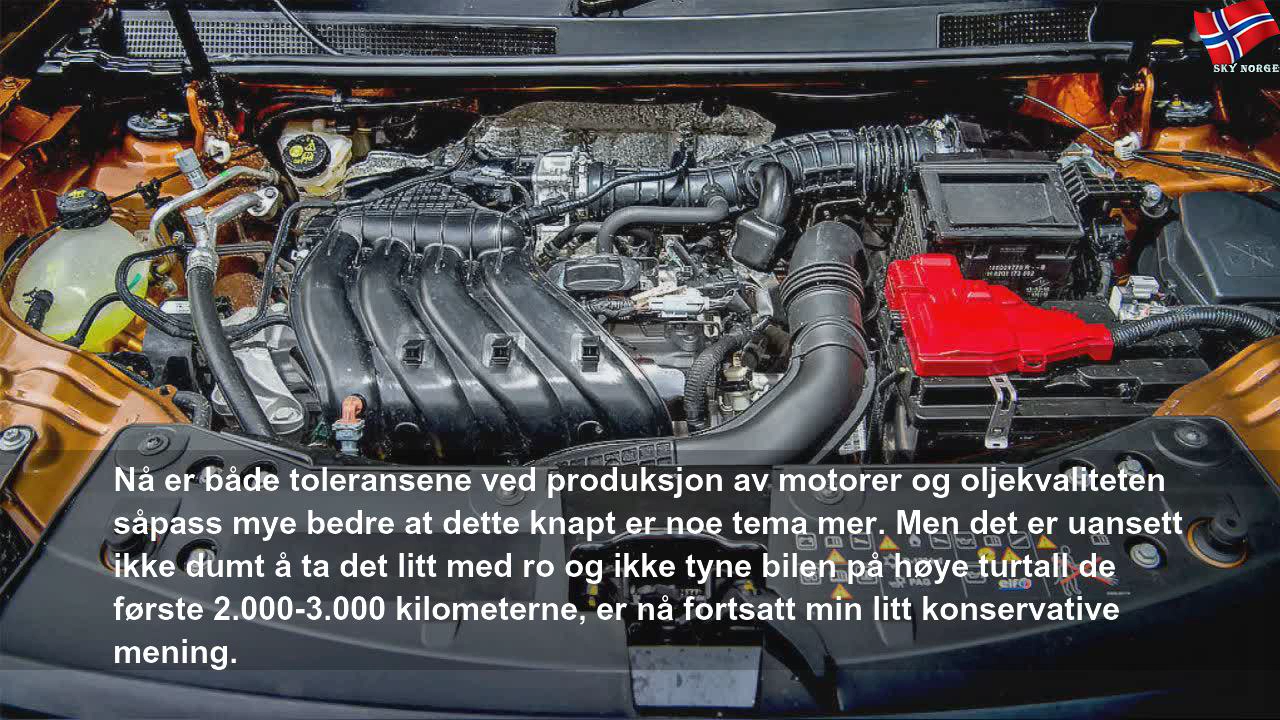 SKY NORGE
Nå er både toleransene ved produksjon av motorer og oljekvaliteten
såpass mye bedre at dette knapt er noe tema mer. Men det er uansett
ikke dumt å ta det litt med ro og ikke tyne bilen på høye turtall de
første 2.000-3.000 kilometerne, er nå fortsatt min litt konservative
mening.
PAG
elf